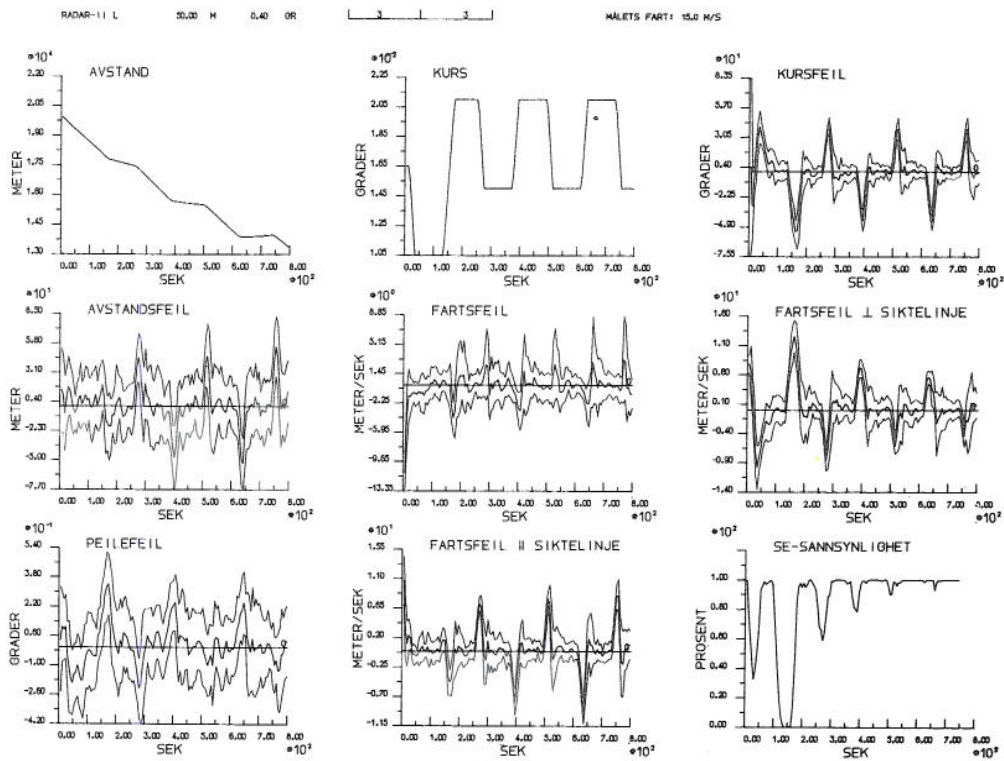 RADAR-11 L 50.00 M 0.40 GR 3 3 MÅLETS FART: 15.0 M/S
AVSTAND
*10⁴
2.20
2.05
1.90
1.75
1.60
1.45
1.30
METER
0.00 1.00 2.00 3.00 4.00 5.00 6.00 7.00 8.00
SEK *10²
KURS
*10⁻²
2.25
2.05
1.85
1.65
1.45
1.25
1.05
GRADER
0.00 1.00 2.00 3.00 4.00 5.00 6.00 7.00 8.00
SEK *10²
KURSFEIL
*10¹
8.35
5.70
3.05
0.40
-2.25
-4.90
-7.55
GRADER
0.00 1.00 2.00 3.00 4.00 5.00 6.00 7.00 8.00
SEK *10²
AVSTANDSFEIL
*10¹
8.50
5.80
3.10
0.40
-2.30
-5.00
-7.70
METER
0.00 1.00 2.00 3.00 4.00 5.00 6.00 7.00 8.00
SEK *10²
FARTSFEIL
*10⁰
8.85
5.15
1.45
-2.25
-5.95
-9.65
-13.35
METER/SEK
0.00 1.00 2.00 3.00 4.00 5.00 6.00 7.00 8.00
SEK *10²
FARTSFEIL ⊥ SIKTELINJE
*10¹
1.60
0.60
0.10
-0.40
-0.90
-1.40
METER/SEK
0.00 1.00 2.00 3.00 4.00 5.00 6.00 7.00 8.00
SEK *10²
PEILEFEIL
*10⁻¹
5.40
3.80
2.20
0.60
-1.00
-2.60
-4.20
GRADER
0.00 1.00 2.00 3.00 4.00 5.00 6.00 7.00 8.00
SEK *10²
FARTSFEIL || SIKTELINJE
*10¹
1.55
1.10
0.65
0.20
-0.25
-0.70
-1.15
METER/SEK
0.00 1.00 2.00 3.00 4.00 5.00 6.00 7.00 8.00
SEK *10²
SE-SANNSYNLIGHET
*10²
1.00
0.80
0.60
0.40
0.20
0.00
PROSENT
0.00 1.00 2.00 3.00 4.00 5.00 6.00 7.00 8.00
SEK *10²